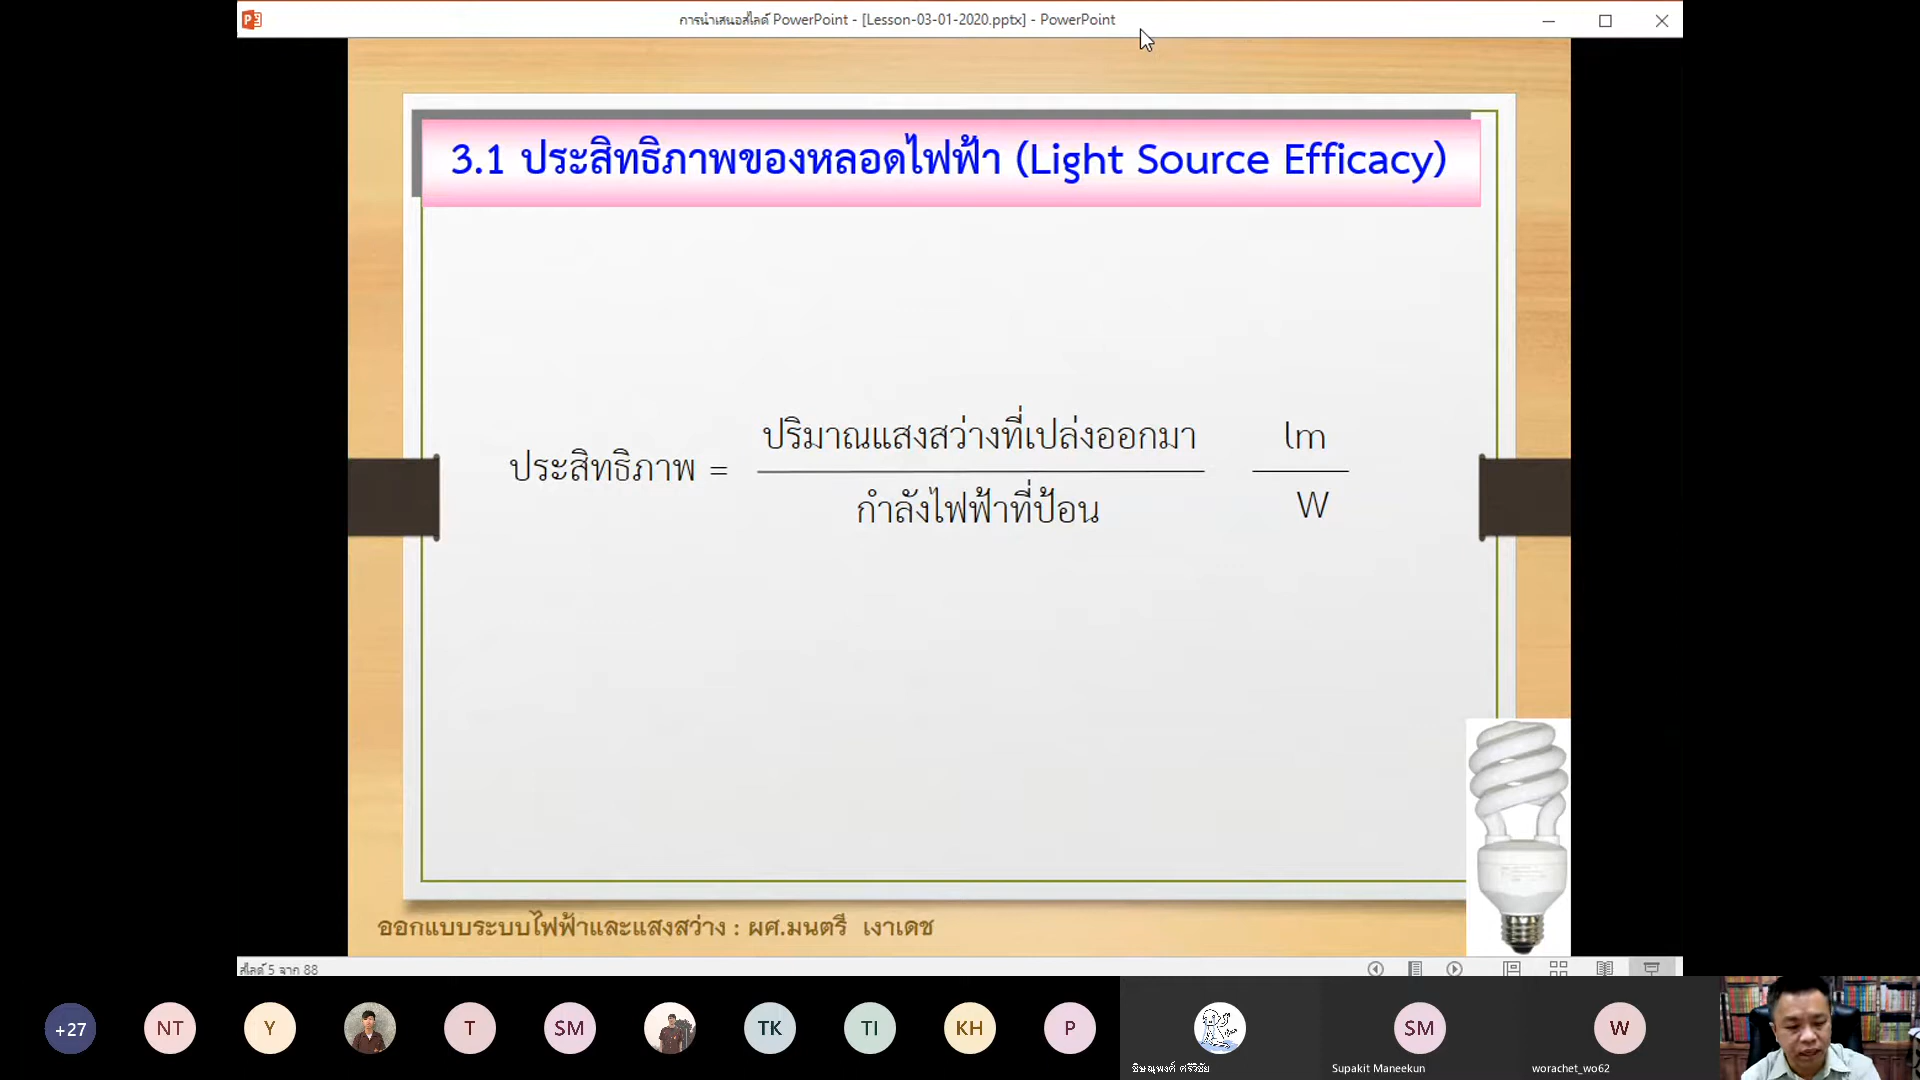 การนำเสนอสไลด์ PowerPoint - [Lesson-03-01-2020.pptx] - PowerPoint
3.1 ประสิทธิภาพของหลอดไฟฟ้า (Light Source Efficacy)
ปริมาณแสงสว่างที่เปล่งออกมา
lm
ประสิทธิภาพ =
กำลังไฟฟ้าที่ป้อน
W
ออกแบบระบบไฟฟ้าและแสงสว่าง : ผศ.มนตรี เงาเดช
สไลด์ 5 จาก 88
+27
NT
Y
T
SM
TK
TI
KH
P
SM
W
Supakit Maneekun
worachet_wo62